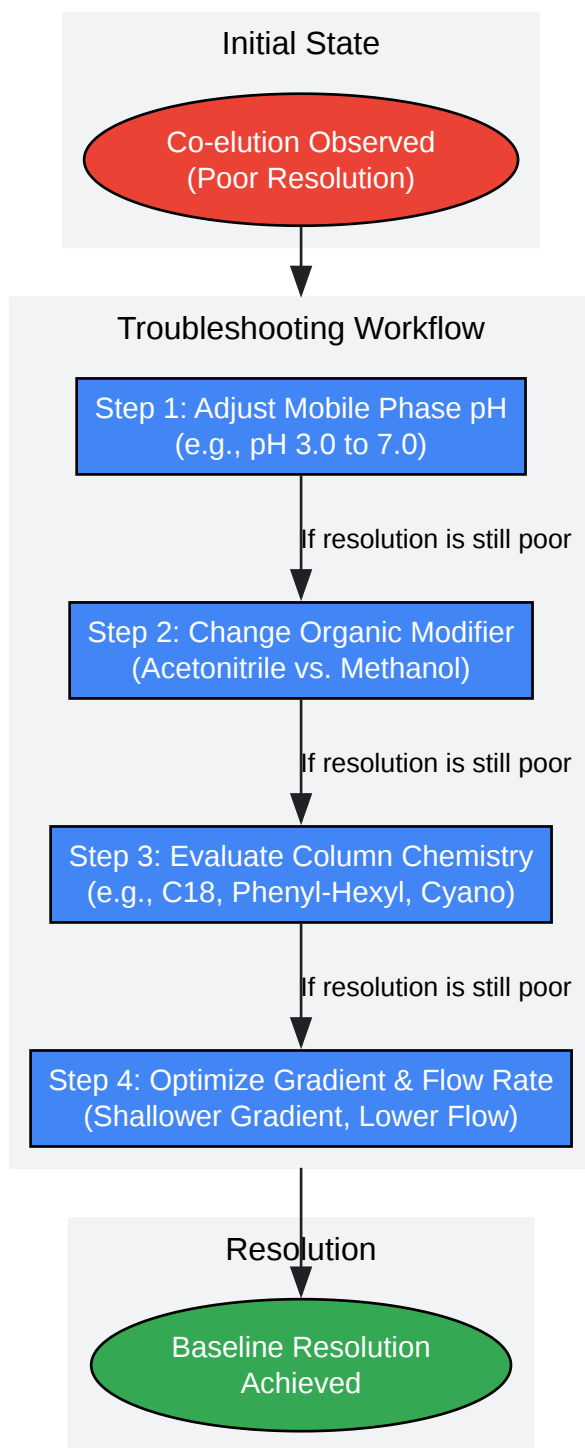 Initial State
Co-elution Observed
(Poor Resolution)
Troubleshooting Workflow
Step 1: Adjust Mobile Phase pH
(e.g., pH 3.0 to 7.0)
If resolution is still poor
Step 2: Change Organic Modifier
(Acetonitrile vs. Methanol)
If resolution is still poor
Step 3: Evaluate Column Chemistry
(e.g., C18, Phenyl-Hexyl, Cyano)
If resolution is still poor
Step 4: Optimize Gradient & Flow Rate
(Shallower Gradient, Lower Flow)
Resolution
Baseline Resolution
Achieved